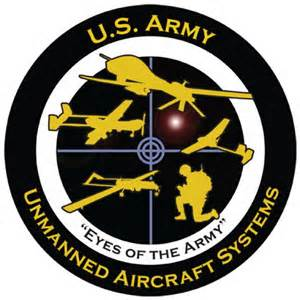 U.S. ARMY
"EYES OF THE ARMY"
UNMANNED AIRCRAFT SYSTEMS